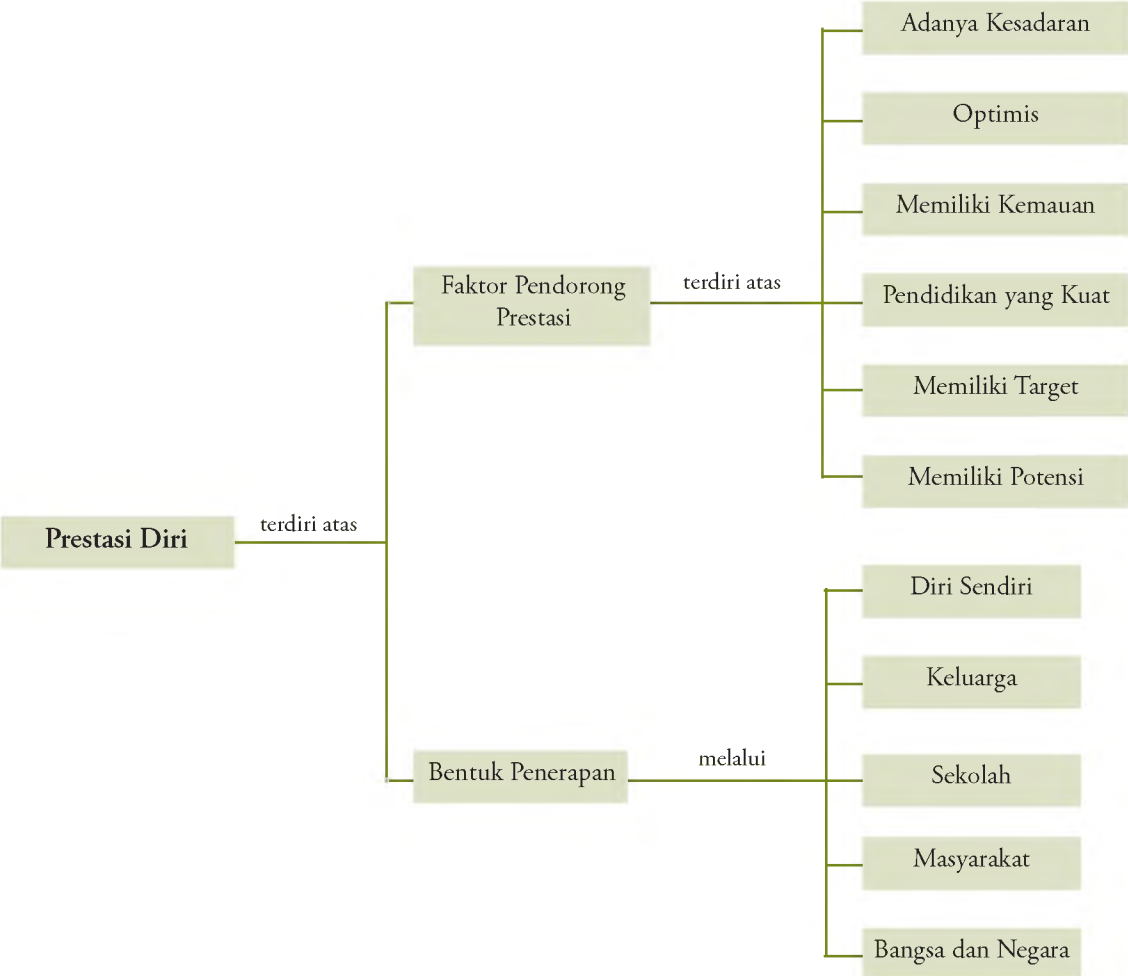 Adanya Kesadaran
Optimis
Memiliki Kemauan
Faktor Pendorong
Prestasi
terdiri atas
Pendidikan yang Kuat
Memiliki Target
Memiliki Potensi
Prestasi Diri
terdiri atas
Diri Sendiri
Keluarga
Bentuk Penerapan
melalui
Sekolah
Masyarakat
Bangsa dan Negara